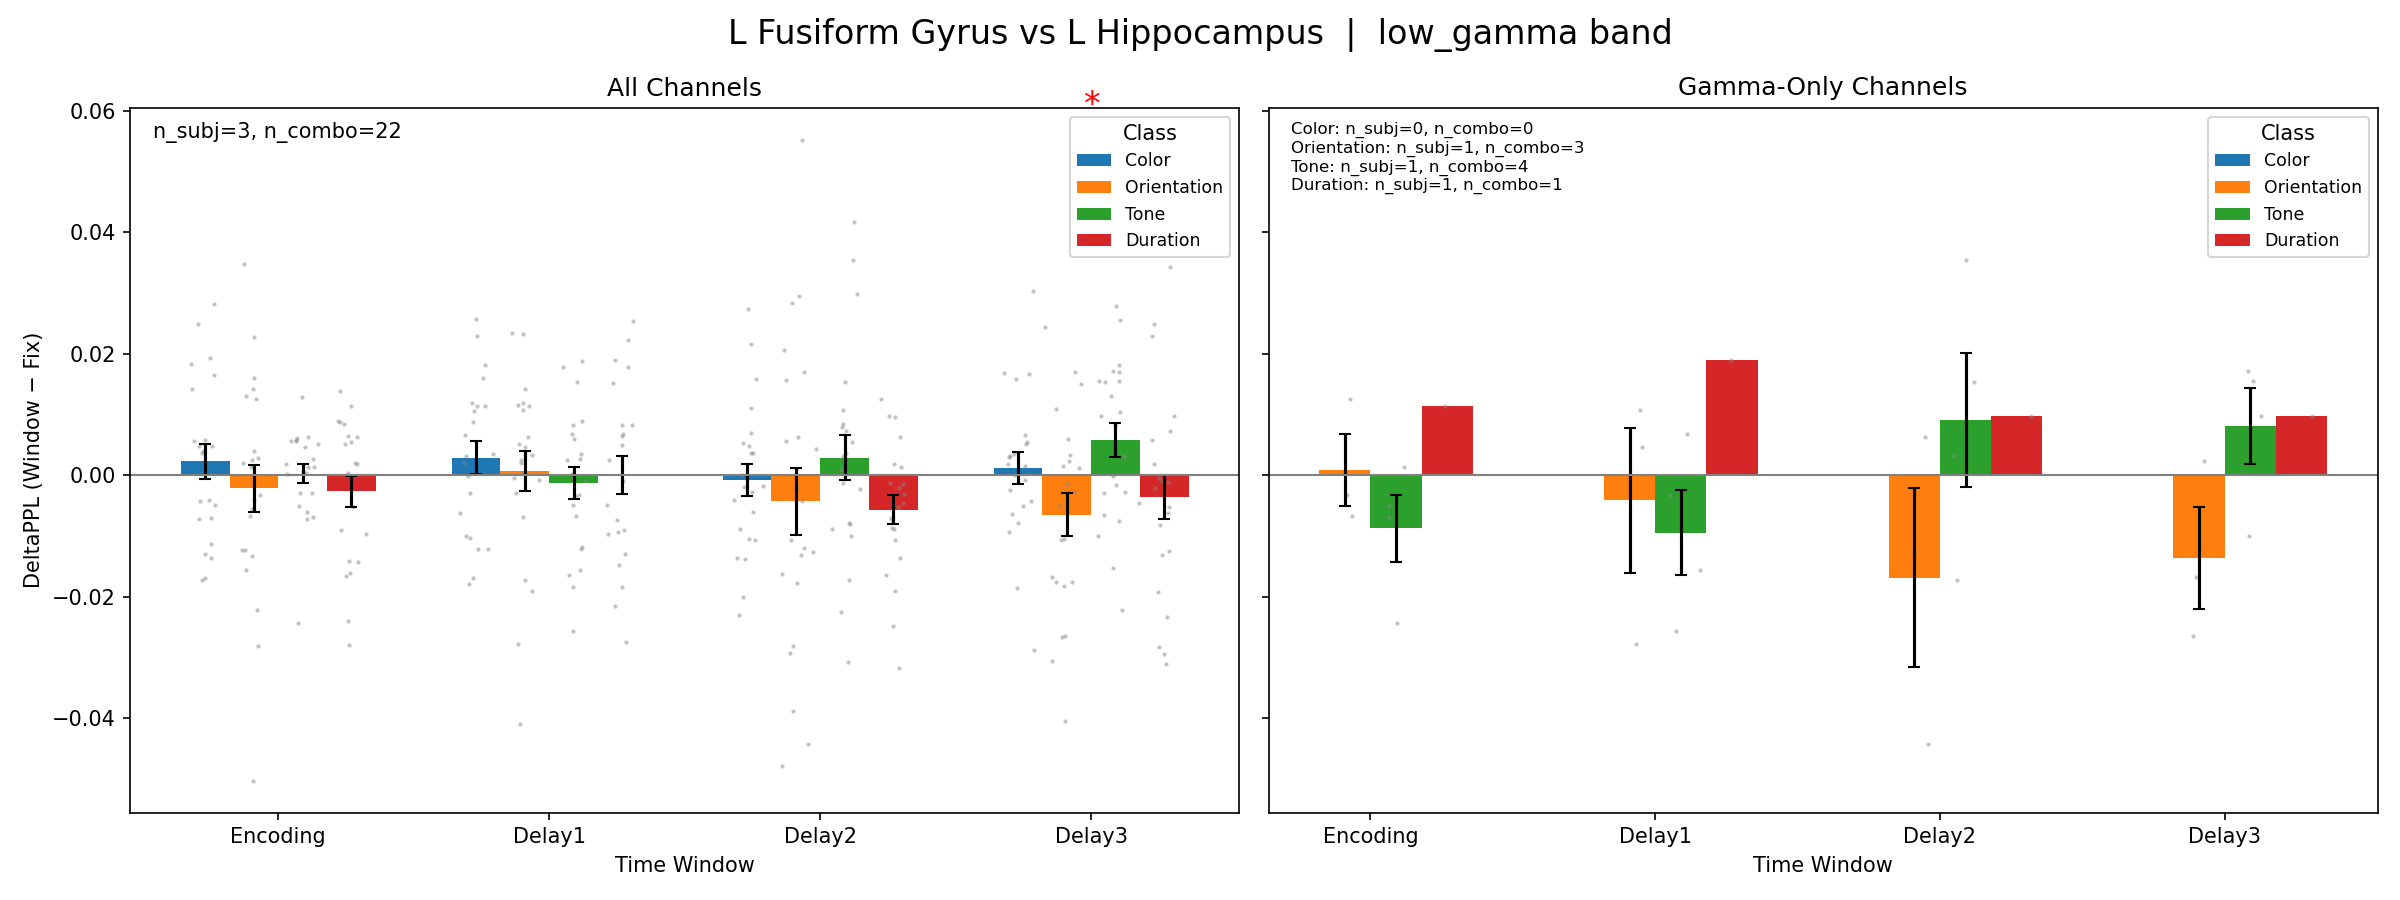 L Fusiform Gyrus vs L Hippocampus | low_gamma band
All Channels
*
n_subj=3, n_combo=22
Class
Color
Orientation
Tone
Duration
0.06
0.04
0.02
0.00
−0.02
−0.04
DeltaPPL (Window − Fix)
Encoding
Delay1
Delay2
Delay3
Time Window
Gamma-Only Channels
Color: n_subj=0, n_combo=0
Orientation: n_subj=1, n_combo=3
Tone: n_subj=1, n_combo=4
Duration: n_subj=1, n_combo=1
Class
Color
Orientation
Tone
Duration
Encoding
Delay1
Delay2
Delay3
Time Window